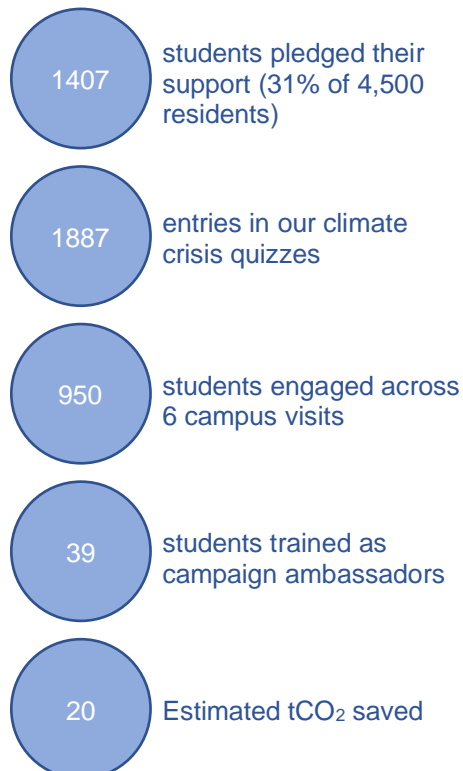 1407
students pledged their
support (31% of 4,500
residents)
1887
entries in our climate
crisis quizzes
950
students engaged across
6 campus visits
39
students trained as
campaign ambassadors
20
Estimated tCO₂ saved